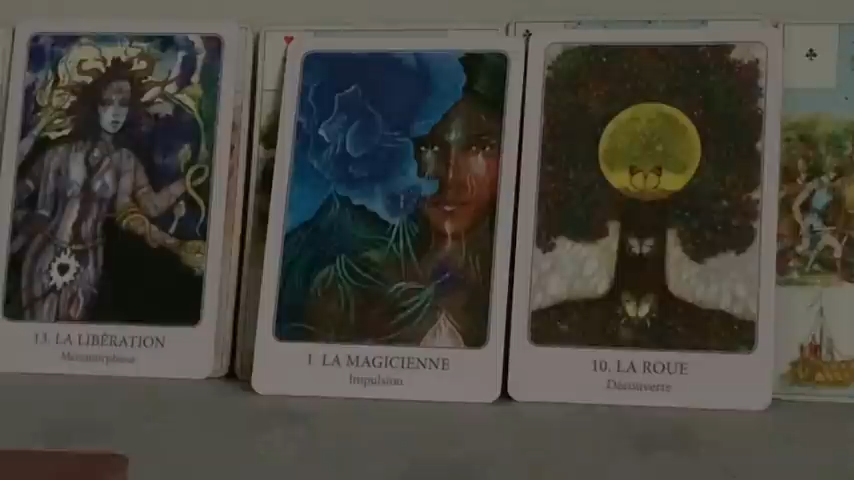 13. LA LIBÉRATION
Métamorphose
1. LA MAGICIENNE
Impulsion
10. LA ROUE
Découverte